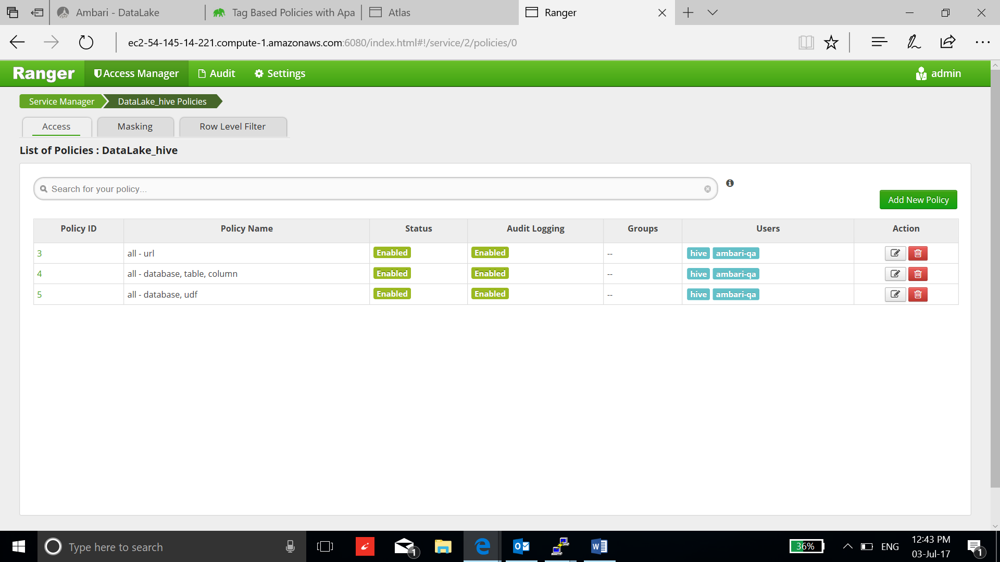 Ambari - DataLake
Tag Based Policies with Apa
Atlas
Ranger
ec2-54-145-14-221.compute-1.amazonaws.com:6080/index.html#!/service/2/policies/0
Ranger Access Manager Audit Settings admin
Service Manager DataLake_hive Policies
Access Masking Row Level Filter
List of Policies : DataLake_hive
Search for your policy...
Add New Policy
Policy ID Policy Name Status Audit Logging Groups Users Action
3 all - url Enabled Enabled -- hive ambari-qa
4 all - database, table, column Enabled Enabled -- hive ambari-qa
5 all - database, udf Enabled Enabled -- hive ambari-qa
Type here to search
1
36%
ENG
12:43 PM
03-Jul-17
1